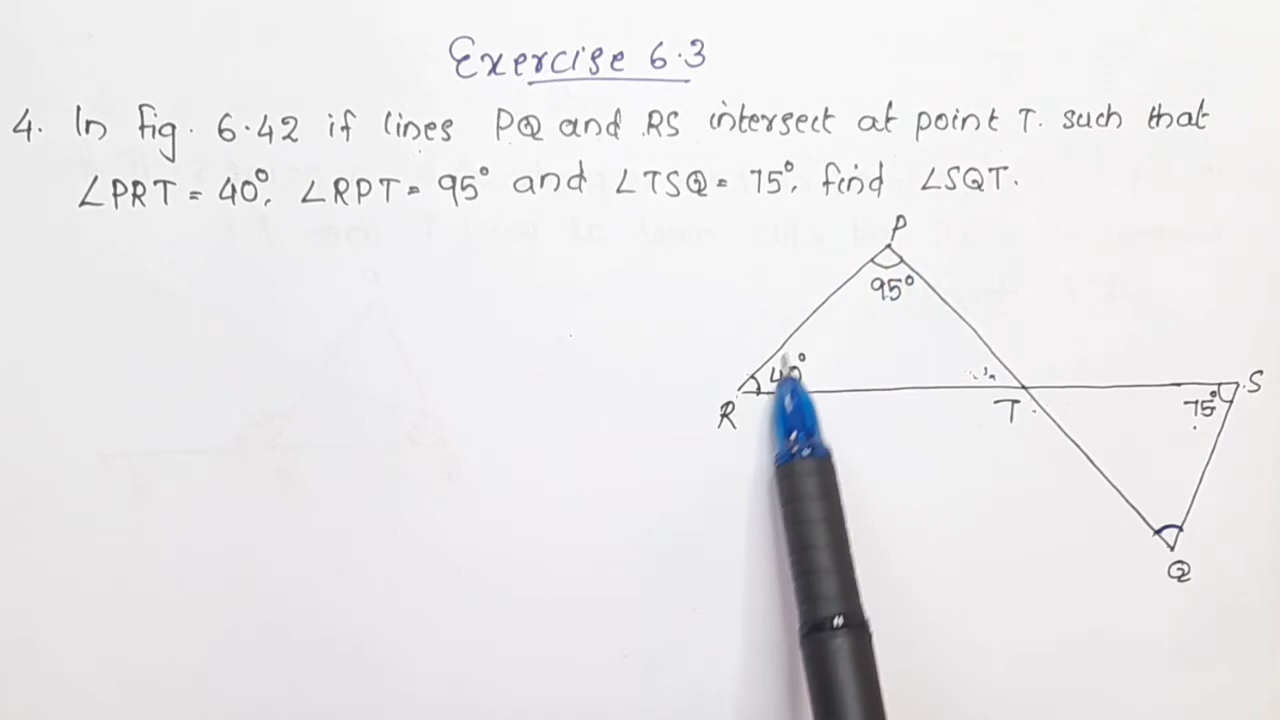 Exercise 6.3
4. In fig. 6.42 if lines PQ and RS intersect at point T. such that
∠PRT = 40°, ∠RPT = 95° and ∠TSQ = 75°, find ∠SQT.
P
95°
40°
R
T
75°
S
Q